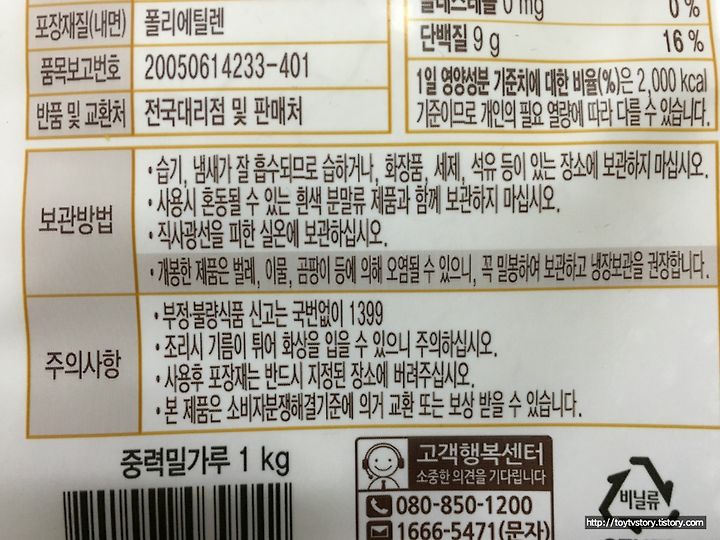 포장재질(내면) 폴리에틸렌
품목보고번호 20050614233-401
반품 및 교환처 전국대리점 및 판매처
콜레스테롤 0 mg 0 %
단백질 9 g 16 %
1일 영양성분 기준치에 대한 비율(%)은 2,000 kcal
기준이므로 개인의 필요 열량에 따라 다를 수 있습니다.
보관방법
• 습기, 냄새가 잘 흡수되므로 습하거나, 화장품, 세제, 석유 등이 있는 장소에 보관하지 마십시오.
• 사용시 혼동될 수 있는 흰색 분말류 제품과 함께 보관하지 마십시오.
• 직사광선을 피한 실온에 보관하십시오.
• 개봉한 제품은 벌레, 이물, 곰팡이 등에 의해 오염될 수 있으니, 꼭 밀봉하여 보관하고 냉장보관을 권장합니다.
주의사항
• 부정·불량식품 신고는 국번없이 1399
• 조리시 기름이 튀어 화상을 입을 수 있으니 주의하십시오.
• 사용후 포장재는 반드시 지정된 장소에 버려주십시오.
• 본 제품은 소비자분쟁해결기준에 의거 교환 또는 보상 받을 수 있습니다.
중력밀가루 1 kg
고객행복센터
소중한 의견을 기다립니다
080-850-1200
1666-5471(문자)
비닐류
http://toytvstory.tistory.com